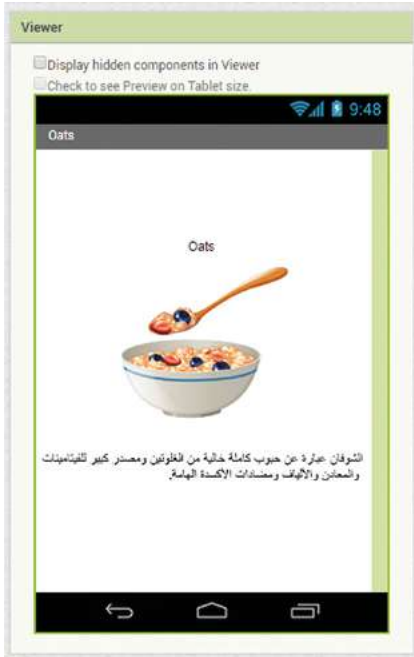 Viewer
Display hidden components in Viewer
Check to see Preview on Tablet size.
9:48
Oats
Oats
الشوفان عبارة عن حبوب كاملة خالية من الغلوتين ومصدر كبير للفيتامينات
والمعادن والألياف ومضادات الأكسدة الهامة.